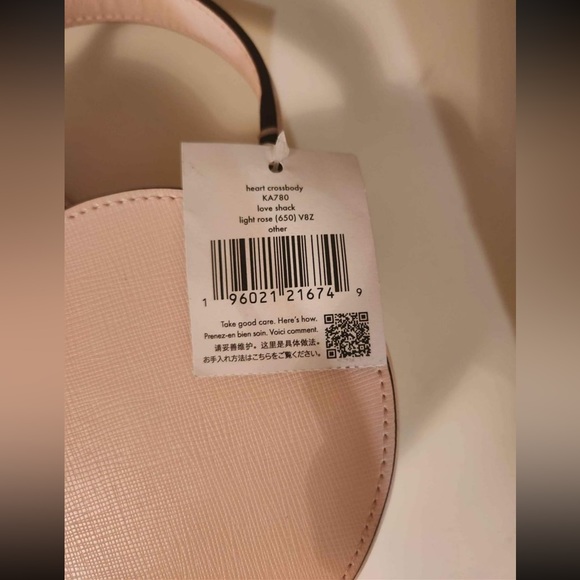 heart crossbody
KA780
love shack
light rose (650) V8Z
other
1 96021 21674 9
Take good care. Here's how.
Prenez-en bien soin. Voici comment.
请妥善维护。这里是具体做法。
お手入れ方法はこちらをご覧ください。